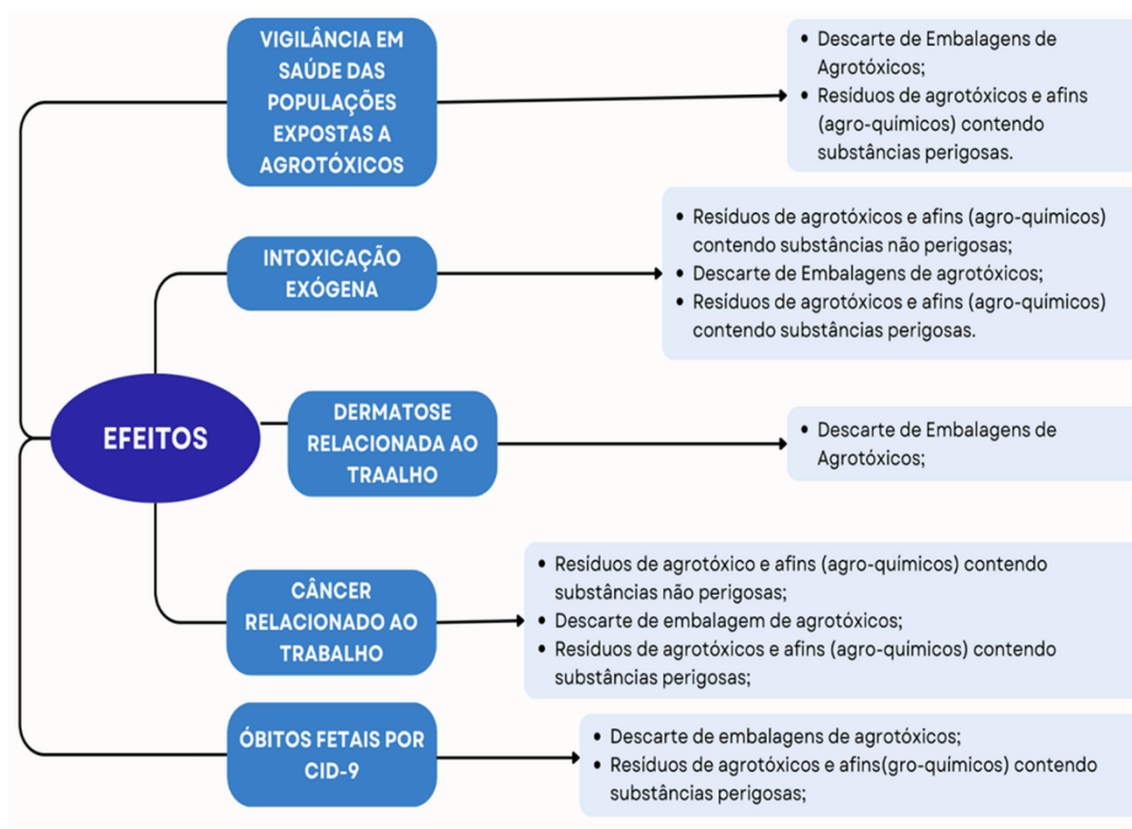 VIGILÂNCIA EM
SAÚDE DAS
POPULAÇÕES
EXPOSTAS A
AGROTÓXICOS
• Descarte de Embalagens de
Agrotóxicos;
• Resíduos de agrotóxicos e afins
(agro-químicos) contendo
substâncias perigosas.
INTOXICAÇÃO
EXÓGENA
• Resíduos de agrotóxicos e afins (agro-químicos)
contendo substâncias não perigosas;
• Descarte de Embalagens de agrotóxicos;
• Resíduos de agrotóxicos e afins (agro-químicos)
contendo substâncias perigosas.
EFEITOS
DERMATOSE
RELACIONADA AO
TRAALHO
• Descarte de Embalagens de
Agrotóxicos;
CÂNCER
RELACIONADO AO
TRABALHO
• Resíduos de agrotóxico e afins (agro-químicos) contendo
substâncias não perigosas;
• Descarte de embalagem de agrotóxicos;
• Resíduos de agrotóxicos e afins (agro-químicos) contendo
substâncias perigosas;
ÓBITOS FETAIS POR
CID-9
• Descarte de embalagens de agrotóxicos;
• Resíduos de agrotóxicos e afins(gro-químicos) contendo
substâncias perigosas;